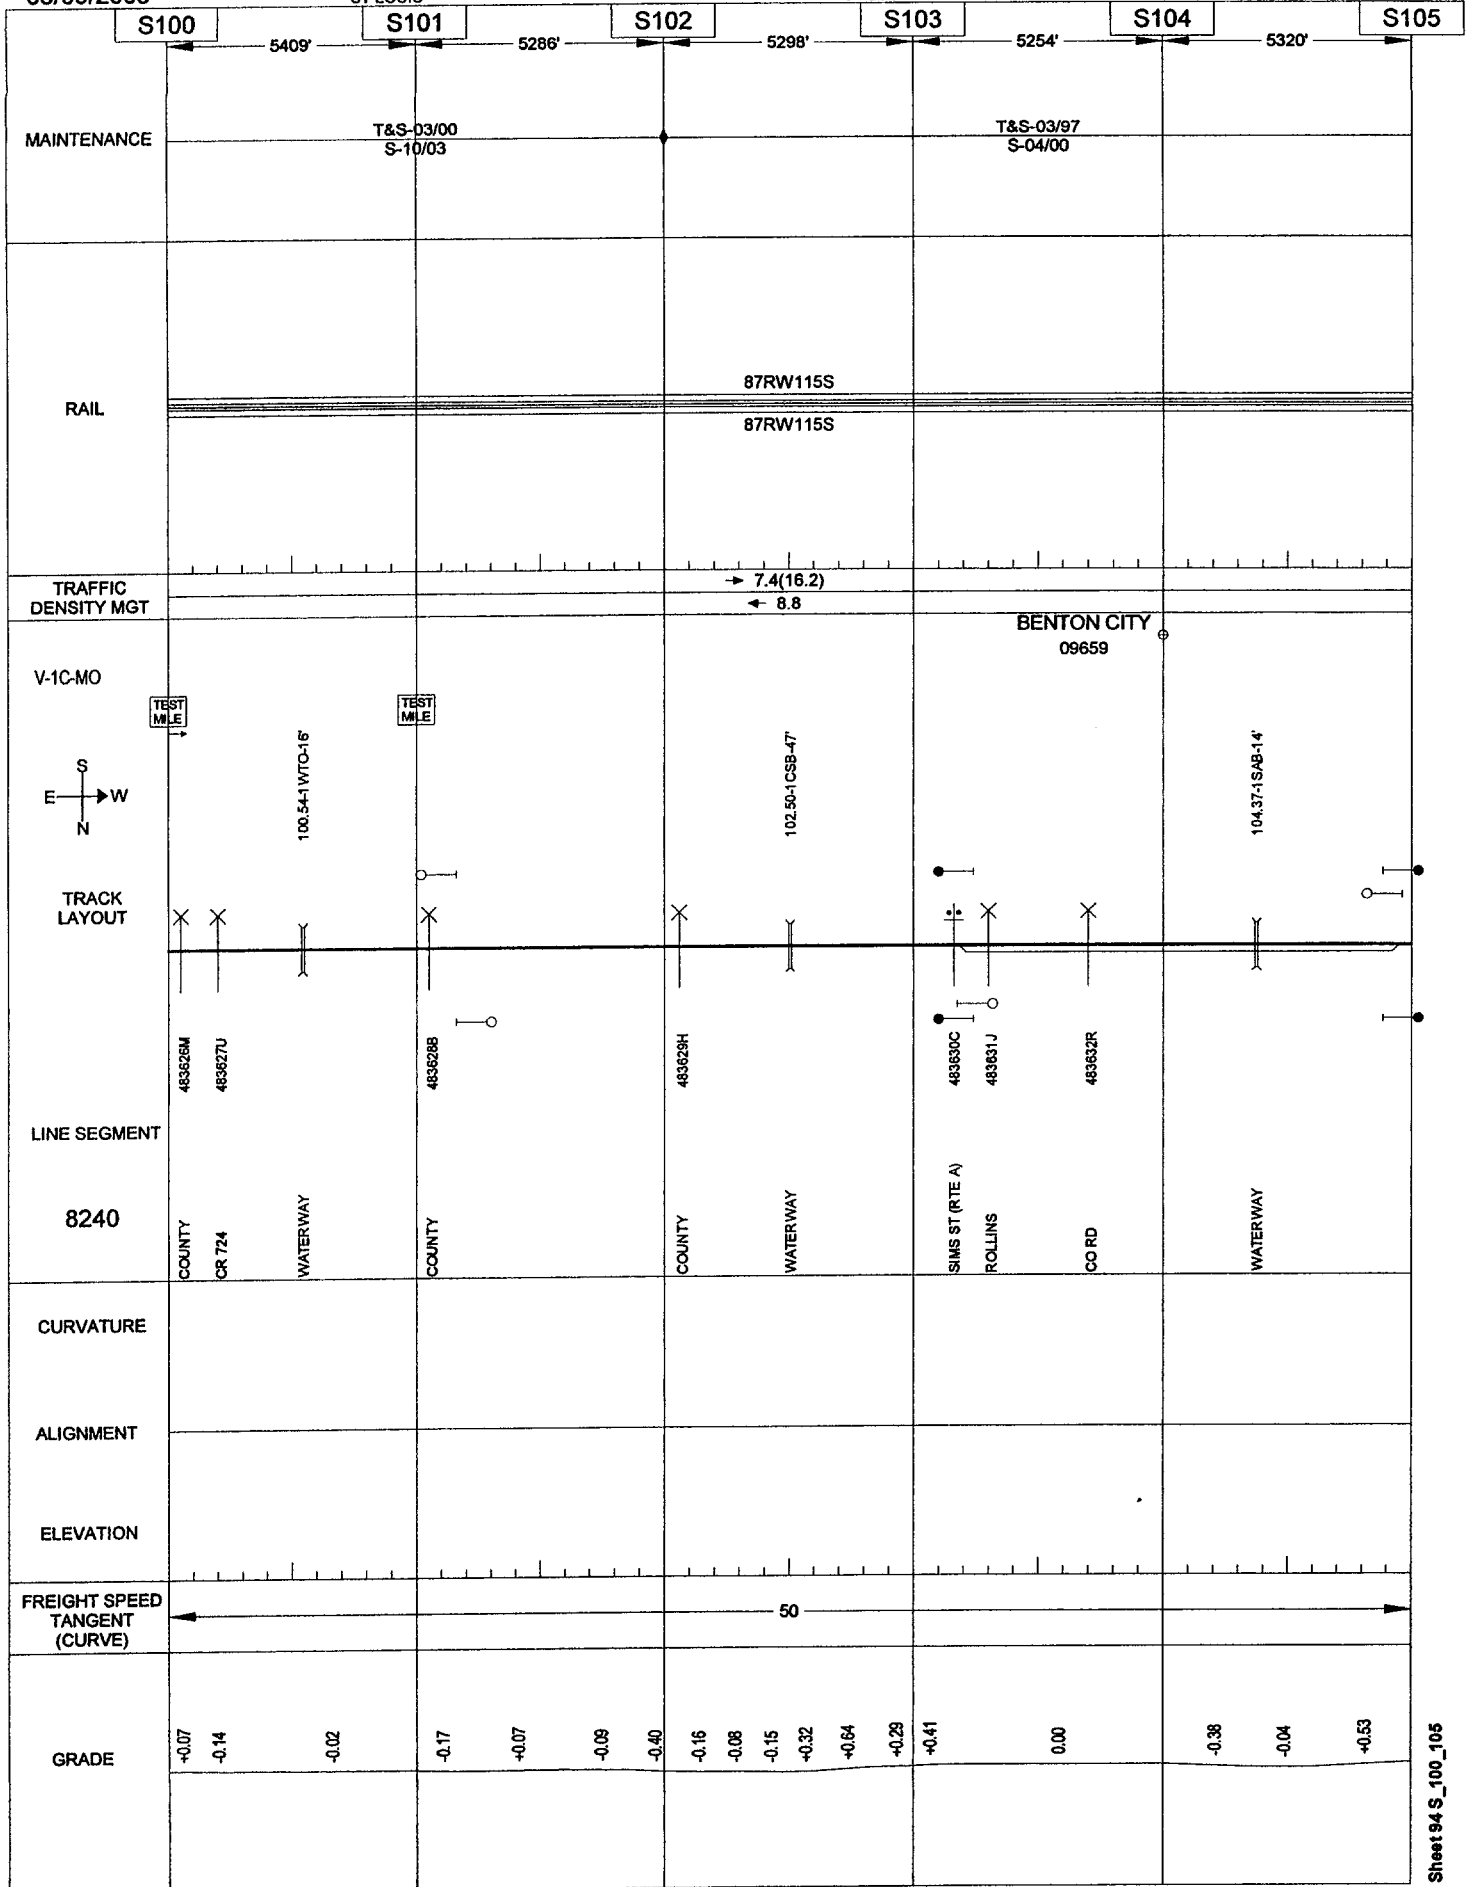 S100 S101 S102 S103 S104 S105
5409' 5286' 5298' 5254' 5320'
MAINTENANCE
T&S-03/00
S-10/03
T&S-03/97
S-04/00
RAIL
87RW115S
87RW115S
TRAFFIC
DENSITY MGT
7.4(16.2)
8.8
BENTON CITY
09659
V-1C-MO
TEST
MILE
TEST
MILE
S
E W
N
100.54-1 WTO-16'
102.50-1 CSB-47'
104.37-1 SAB-14'
TRACK
LAYOUT
483626M
483627U
483628B
483629H
483630C
483631J
483632R
LINE SEGMENT
8240
COUNTY
CR 724
WATERWAY
COUNTY
COUNTY
WATERWAY
SIMS ST (RTE A)
ROLLINS
CO RD
WATERWAY
CURVATURE
ALIGNMENT
ELEVATION
FREIGHT SPEED
TANGENT
(CURVE)
50
GRADE
+0.07
-0.14
-0.02
-0.17
+0.07
-0.09
-0.40
-0.16
-0.08
-0.15
+0.32
+0.64
+0.29
+0.41
0.00
-0.38
-0.04
+0.53
Sheet 94 S_100_105